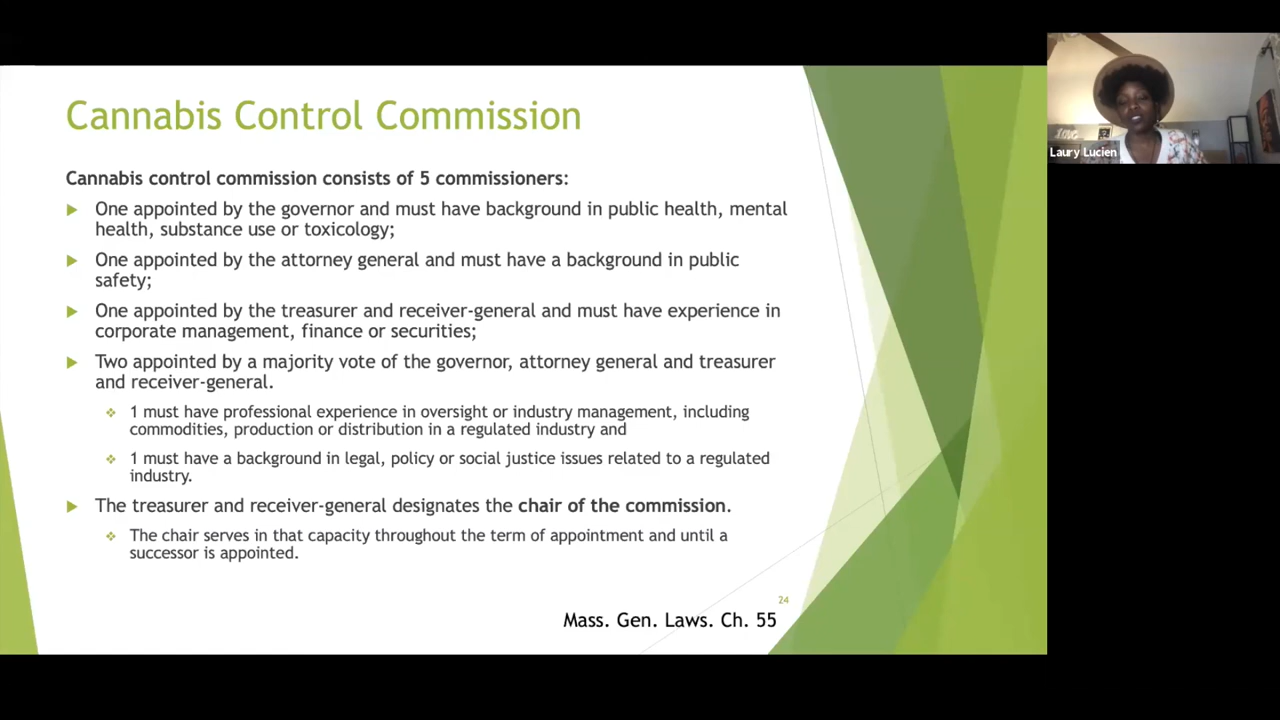 Cannabis Control Commission
Cannabis control commission consists of 5 commissioners:
One appointed by the governor and must have background in public health, mental
health, substance use or toxicology;
One appointed by the attorney general and must have a background in public
safety;
One appointed by the treasurer and receiver-general and must have experience in
corporate management, finance or securities;
Two appointed by a majority vote of the governor, attorney general and treasurer
and receiver-general.
1 must have professional experience in oversight or industry management, including
commodities, production or distribution in a regulated industry and
1 must have a background in legal, policy or social justice issues related to a regulated
industry.
The treasurer and receiver-general designates the chair of the commission.
The chair serves in that capacity throughout the term of appointment and until a
successor is appointed.
24
Mass. Gen. Laws. Ch. 55
LOVE
Laury Lucien